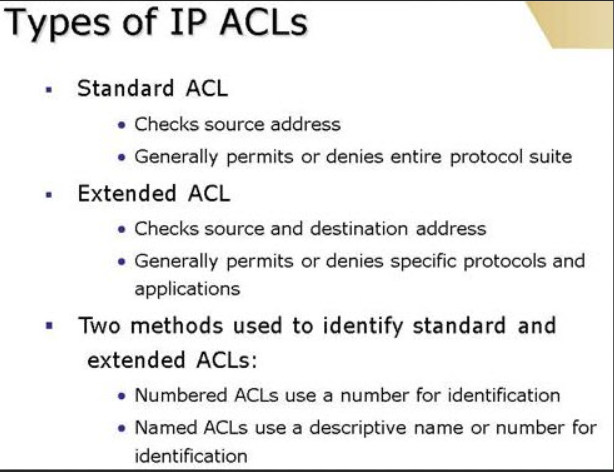 Types of IP ACLs
▪ Standard ACL
• Checks source address
• Generally permits or denies entire protocol suite
▪ Extended ACL
• Checks source and destination address
• Generally permits or denies specific protocols and
applications
▪ Two methods used to identify standard and
extended ACLs:
• Numbered ACLs use a number for identification
• Named ACLs use a descriptive name or number for
identification